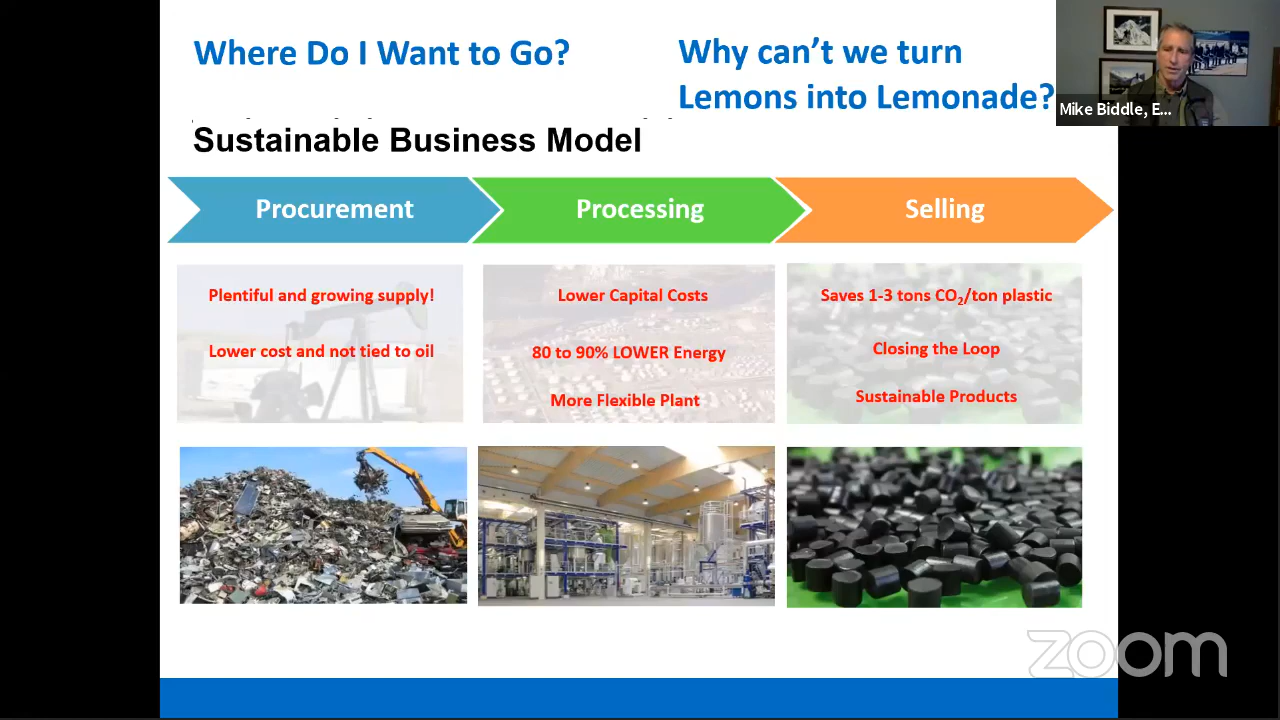 Where Do I Want to Go?
Why can't we turn
Lemons into Lemonade?
Mike Biddle, E...
Sustainable Business Model
Procurement
Processing
Selling
Plentiful and growing supply!
Lower Capital Costs
Saves 1-3 tons CO2/ton plastic
Lower cost and not tied to oil
80 to 90% LOWER Energy
Closing the Loop
More Flexible Plant
Sustainable Products
zoom